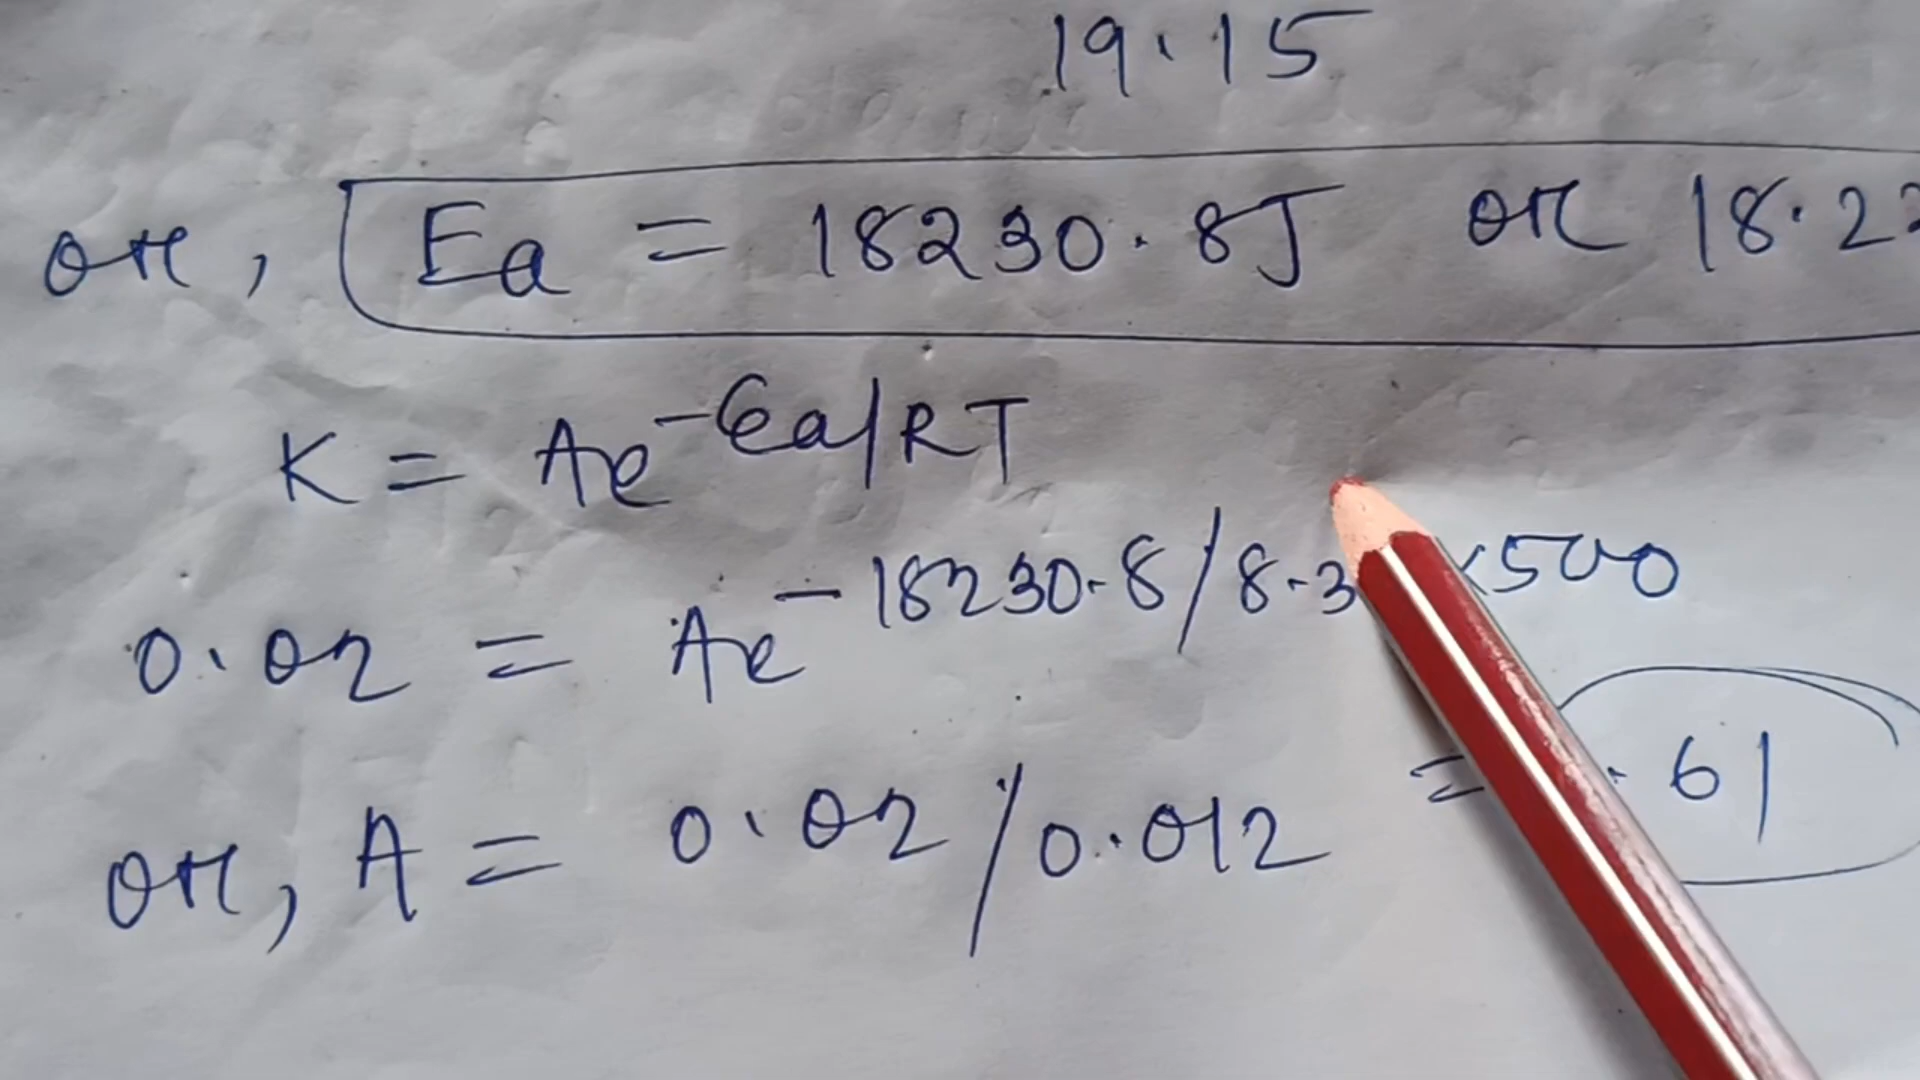 19.15
or, Ea = 18230.8J or 18.2
K = Ae^-Ea/RT
0.02 = Ae^-18230.8/8.3 ×500
or, A = 0.02/0.012 = .61